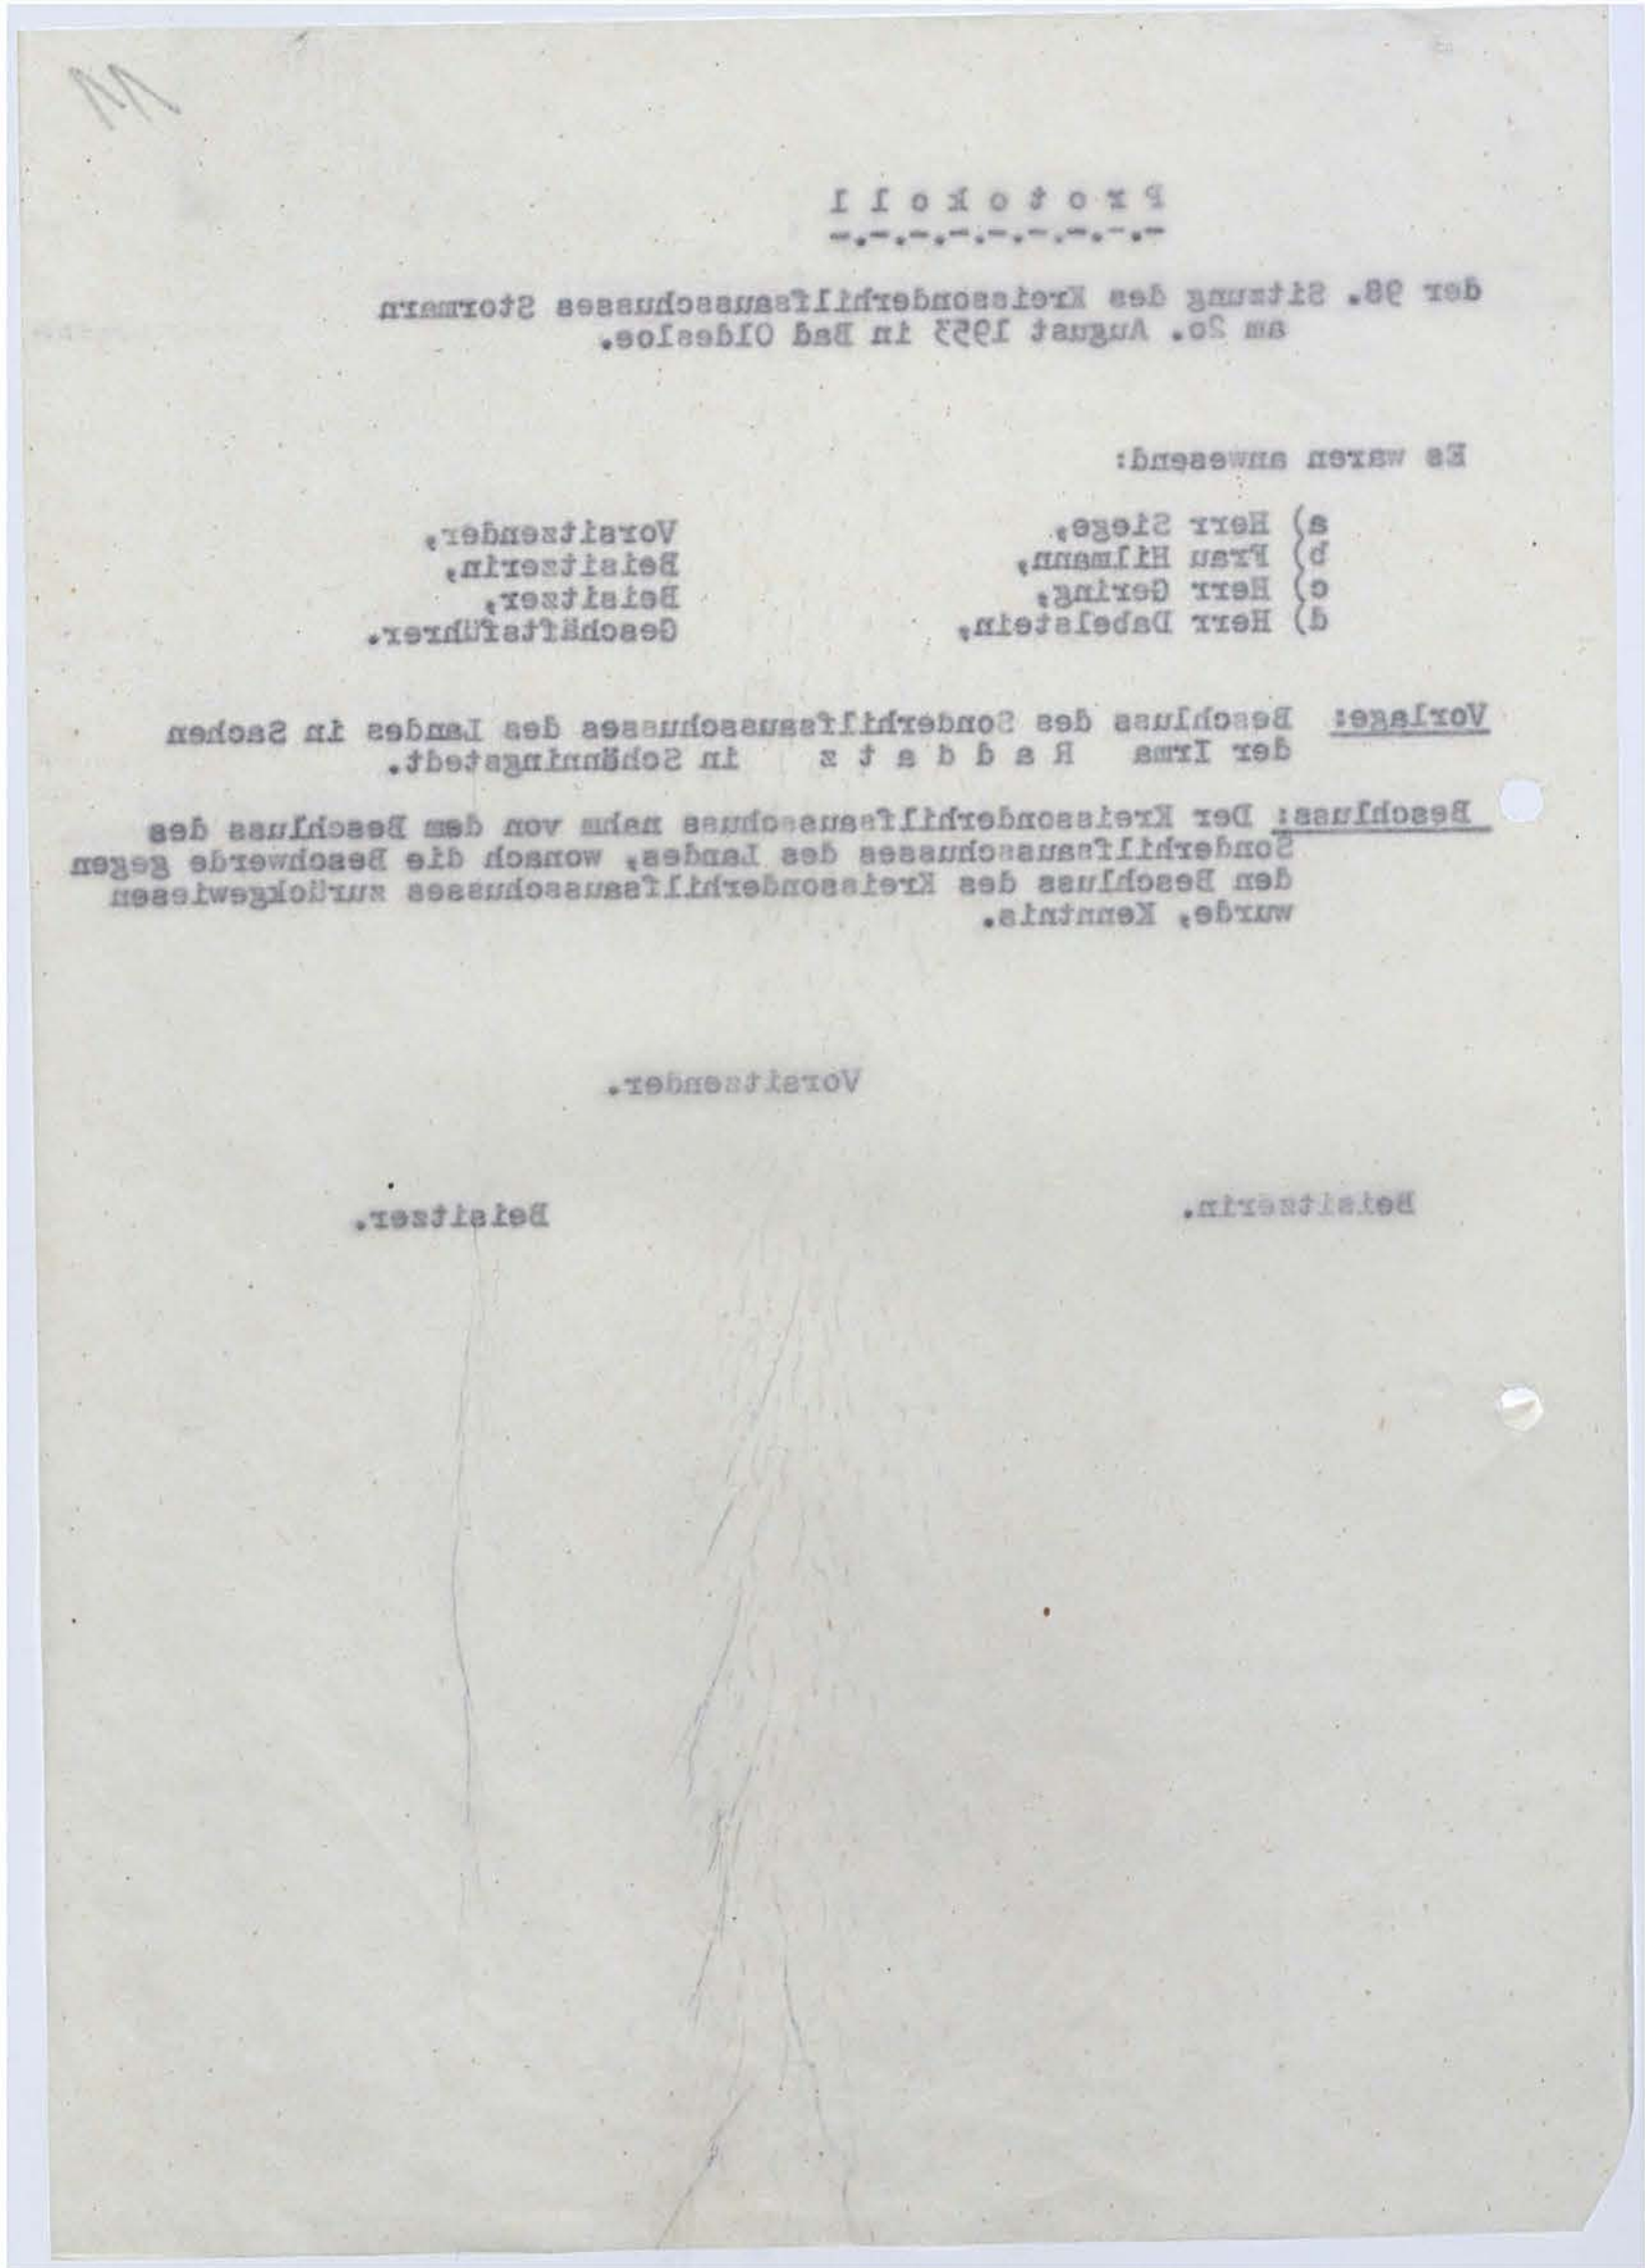 11
P r o t o k o l l
-.-.-.-.-.-.-.-.-
der 98. Sitzung des Kreissonderhilfsausschusses Stormarn
am 2o. August 1953 in Bad Oldesloe.
Es waren anwesend:
a) Herr Siege, Vorsitzender,
b) Frau Hilmann, Beisitzerin,
c) Herr Gering, Beisitzer,
d) Herr Dabelstein, Geschäftsführer.
Vorlage: Beschluss des Sonderhilfsausschusses des Landes in Sachen
der Irma R a d d a t z in Schönningstedt.
Beschluss: Der Kreissonderhilfsausschuss nahm von dem Beschluss des
Sonderhilfsausschusses des Landes, wonach die Beschwerde gegen
den Beschluss des Kreissonderhilfsausschusses zurückgewiesen
wurde, Kenntnis.
Vorsitzender.
Beisitzerin. Beisitzer.